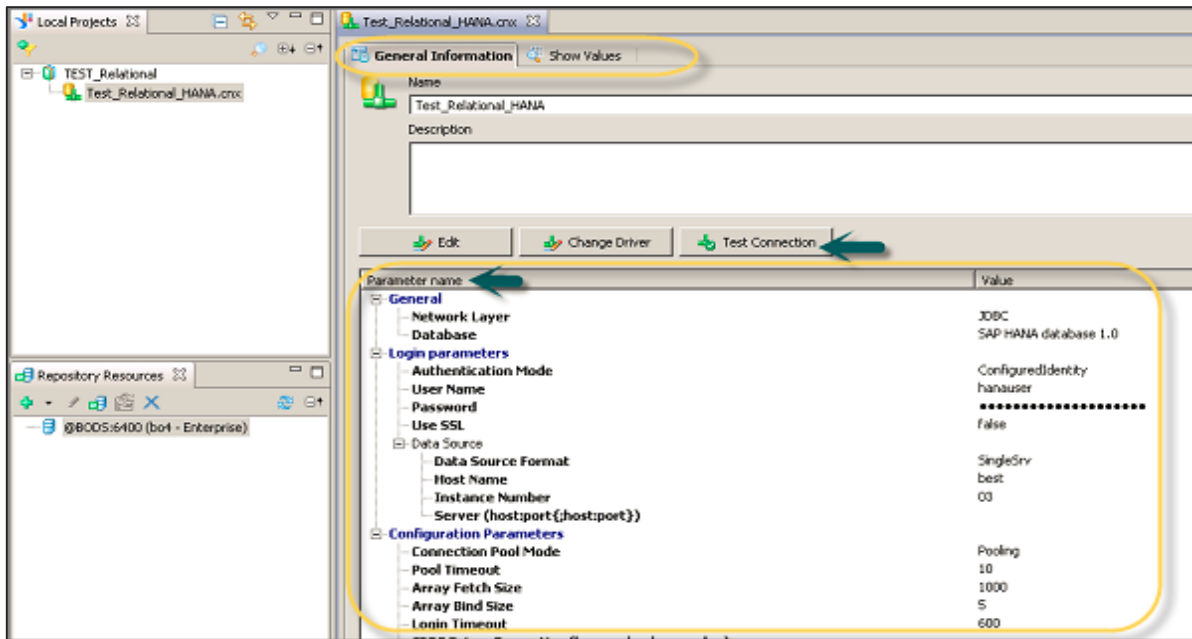 Local Projects
TEST_Relational
Test_Relational_HANA.cnx
Repository Resources
@BODS:6400 (bo4 - Enterprise)
Test_Relational_HANA.cnx
General Information Show Values
Name
Test_Relational_HANA
Description
Edit Change Driver Test Connection
Parameter name Value
General
Network Layer JDBC
Database SAP HANA database 1.0
Login parameters
Authentication Mode ConfiguredIdentity
User Name hanauser
Password ••••••••••••••••••••
Use SSL false
Data Source
Data Source Format SingleSrv
Host Name best
Instance Number 03
Server (host:port{;host:port})
Configuration Parameters
Connection Pool Mode Pooling
Pool Timeout 10
Array Fetch Size 1000
Array Bind Size 5
Login Timeout 600